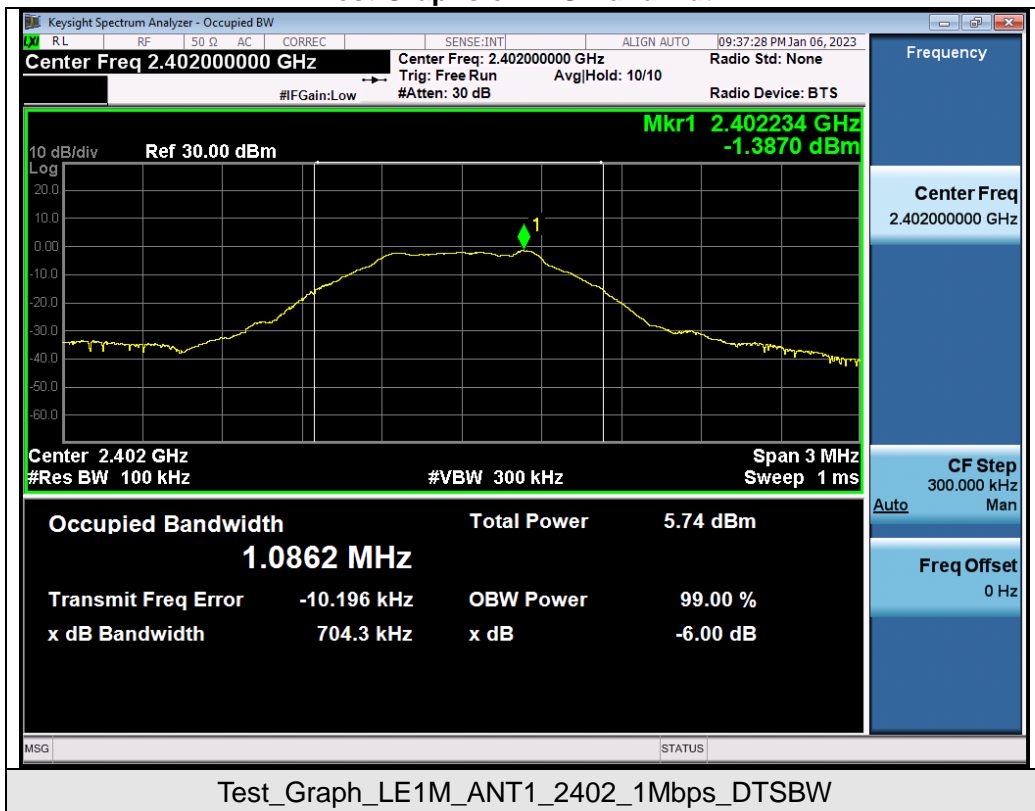 Keysight Spectrum Analyzer - Occupied BW
LXI RL RF 50 Ω AC CORREC SENSE:INT ALIGN AUTO 09:37:28 PM Jan 06, 2023
Center Freq 2.402000000 GHz
Center Freq: 2.402000000 GHz
Radio Std: None
Trig: Free Run Avg|Hold: 10/10
#IFGain:Low
#Atten: 30 dB
Radio Device: BTS
Frequency
Mkr1 2.402234 GHz
-1.3870 dBm
10 dB/div Ref 30.00 dBm
Log
20.0
10.0
0.00
-10.0
-20.0
-30.0
-40.0
-50.0
-60.0
1
Center Freq
2.402000000 GHz
Center 2.402 GHz
Span 3 MHz
#Res BW 100 kHz
#VBW 300 kHz
Sweep 1 ms
CF Step
300.000 kHz
Auto Man
Freq Offset
0 Hz
Occupied Bandwidth
1.0862 MHz
Total Power 5.74 dBm
Transmit Freq Error -10.196 kHz
OBW Power 99.00 %
x dB Bandwidth 704.3 kHz
x dB -6.00 dB
MSG STATUS
Test_Graph_LE1M_ANT1_2402_1Mbps_DTSBW